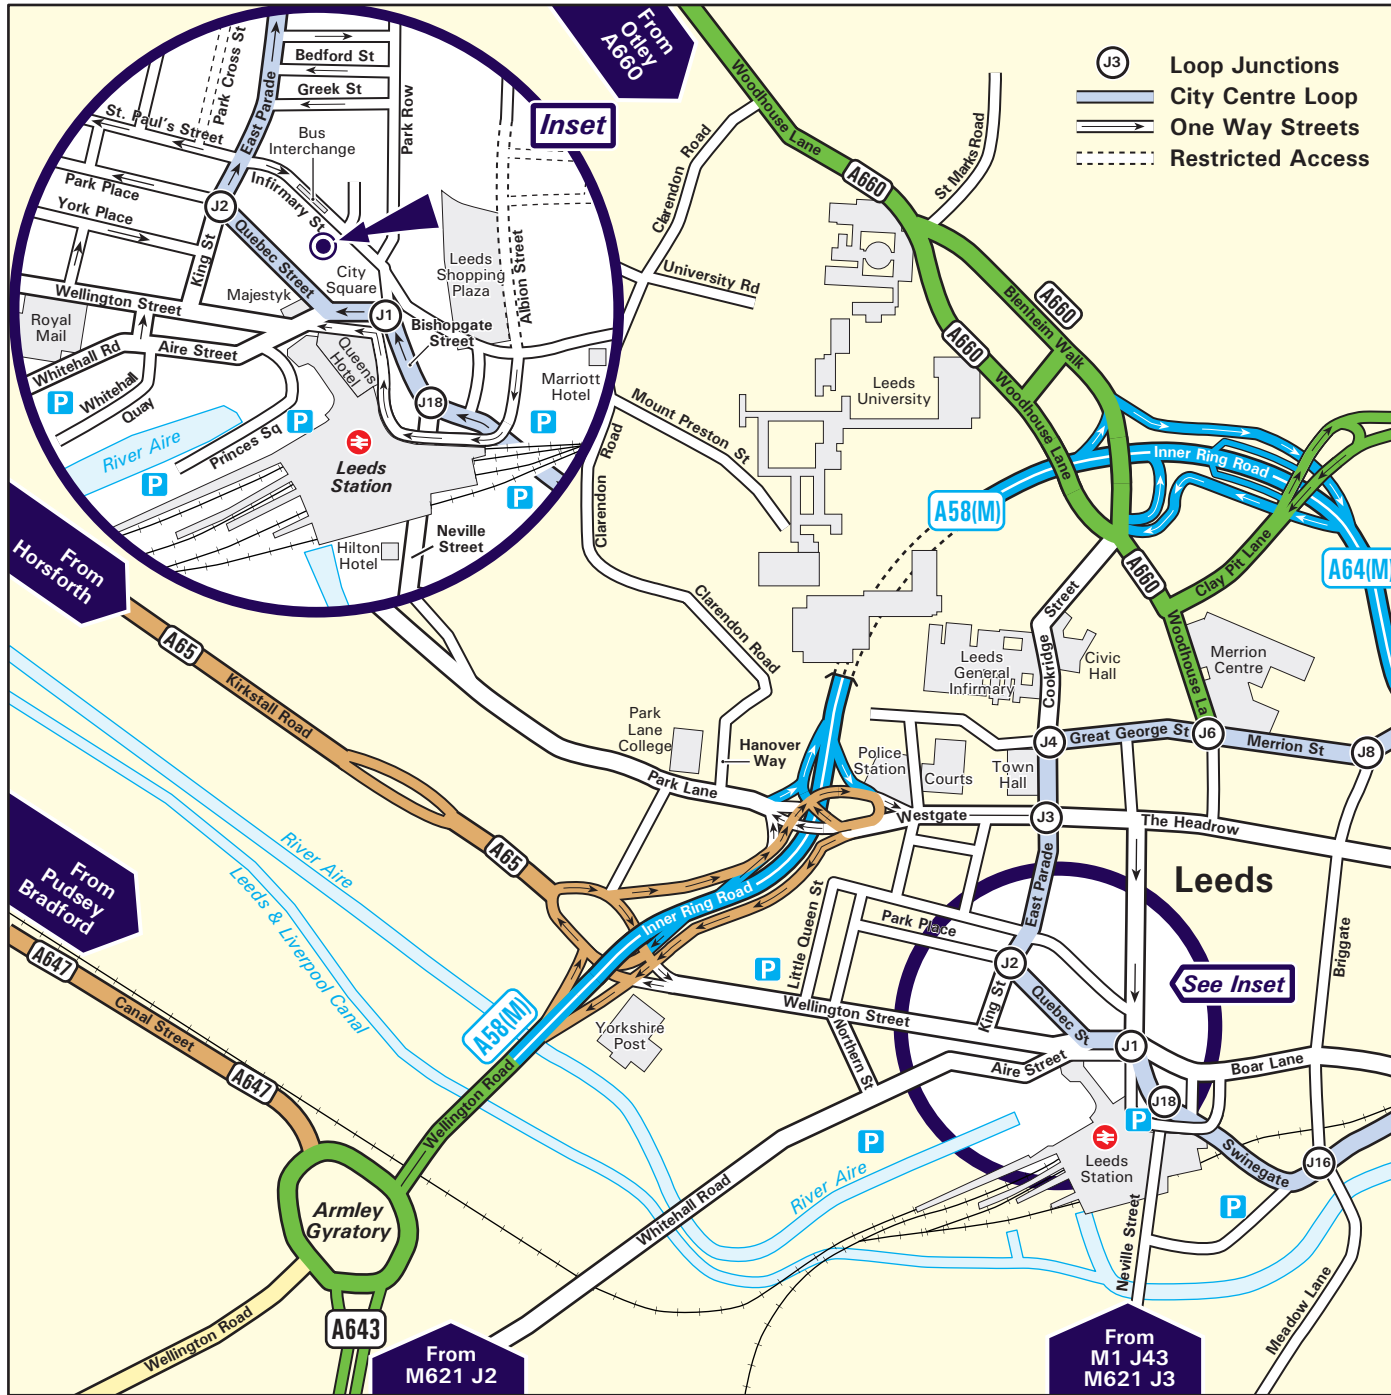 From
Otley
A660
J3
Loop Junctions
City Centre Loop
One Way Streets
Restricted Access
Inset
Park Cross St
East Parade
Bedford St
Greek St
Park Row
St. Paul's Street
Bus
Interchange
Infirmary St
Park Place
York Place
J2
King St
Quebec Street
City
Square
Leeds
Shopping
Plaza
Albion Street
Majestyk
Wellington Street
J1
Royal
Mail
Bishopgate
Street
Whitehall Rd
Aire Street
Queens
Hotel
Whitehall
Quay
J18
Marriott
Hotel
P
P
P
River Aire
Princes Sq
Leeds
Station
P
P
Hilton
Hotel
Neville
Street
Woodhouse Lane
A660
St Marks Road
Clarendon Road
University Rd
A660
Blenheim Walk
A660
Woodhouse Lane
Leeds
University
Mount Preston St
Clarendon
Road
Inner Ring Road
A58(M)
A64(M)
A660
Clay Pit Lane
Woodhouse La
Clarendon Road
Cookridge
Street
Leeds
General
Infirmary
Civic
Hall
Merrion
Centre
From
Horsforth
A65
Kirkstall Road
Park
Lane
College
Hanover
Way
Police
Station
Courts
Town
Hall
J4
Great George St
J6
Merrion St
J8
Park Lane
Westgate
J3
The Headrow
A65
River Aire
Leeds & Liverpool Canal
Inner Ring Road
Leeds
East Parade
Park Place
Little Queen St
Briggate
From
Pudsey
Bradford
A647
Canal Street
A647
J2
King St
Quebec St
See Inset
P
Wellington Street
A58(M)
Yorkshire
Post
Northern St
J1
Aire Street
Boar Lane
Wellington Road
J18
P
P
Leeds
Station
Swinegate
J16
P
River Aire
Whitehall Road
Armley
Gyratory
Neville Street
Meadow Lane
A643
Wellington Road
From
M621 J2
From
M1 J43
M621 J3